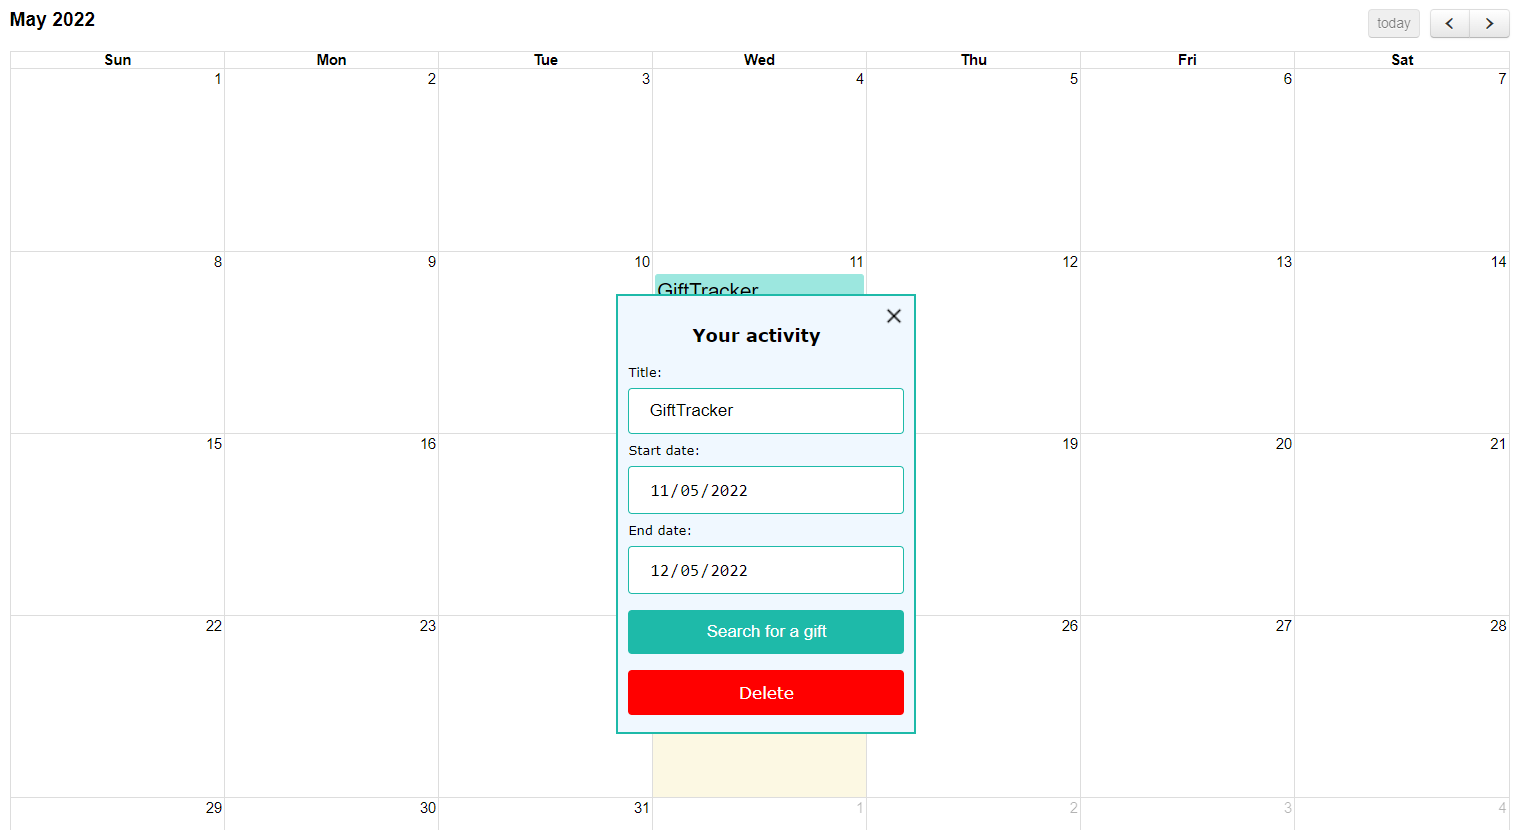 May 2022
today
Sun Mon Tue Wed Thu Fri Sat
1 2 3 4 5 6 7
8 9 10 11 12 13 14
GiftTracker
Your activity
Title:
GiftTracker
15 16 19 20 21
Start date:
11/05/2022
End date:
12/05/2022
22 23 26 27 28
Search for a gift
Delete
29 30 31 1 2 3 4